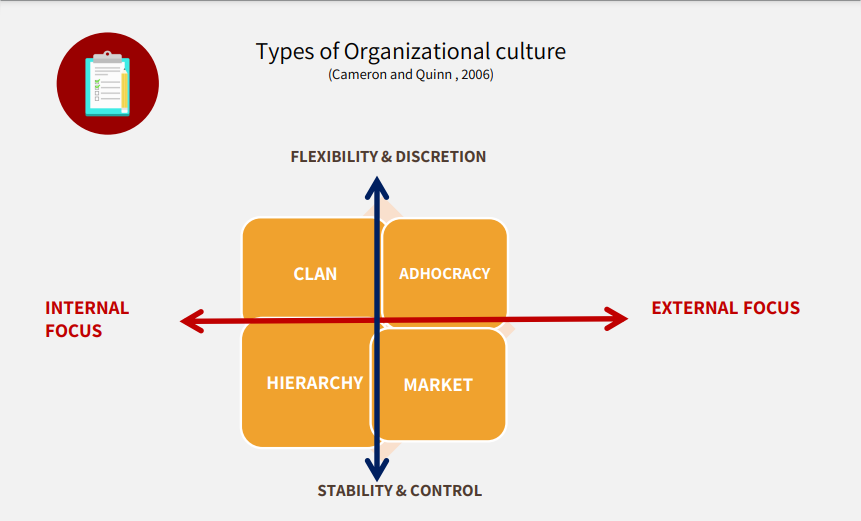 Types of Organizational culture
(Cameron and Quinn , 2006)
FLEXIBILITY & DISCRETION
CLAN
ADHOCRACY
INTERNAL
FOCUS
EXTERNAL FOCUS
HIERARCHY
MARKET
STABILITY & CONTROL